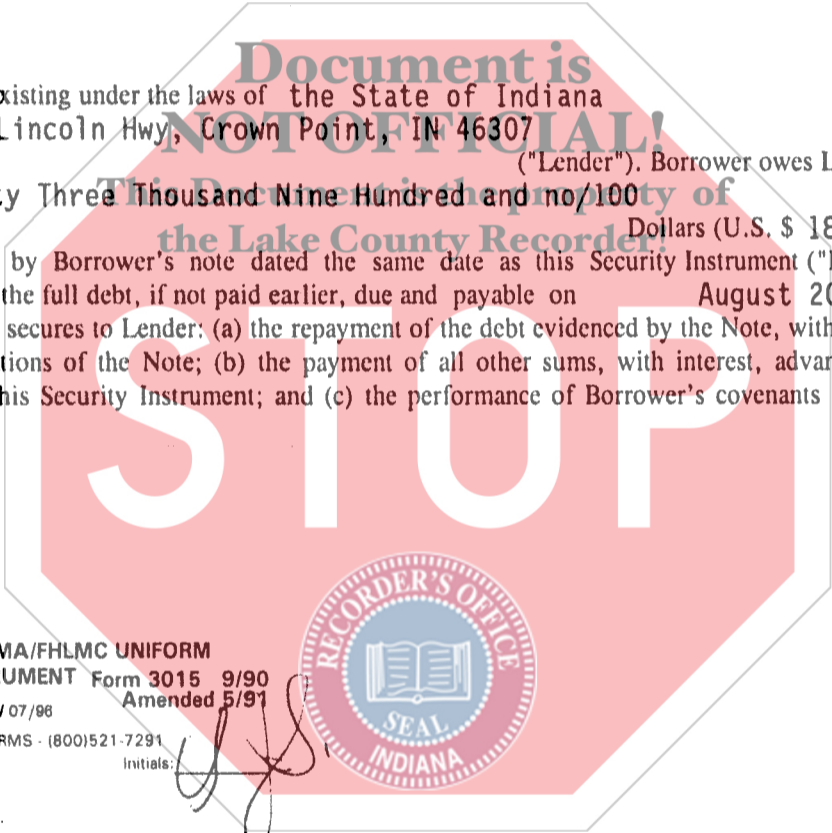 Document is
xisting under the laws of the State of Indiana
Lincoln Hwy, Crown Point, IN 46307
NOT OFFICIAL!
("Lender"). Borrower owes L
y Three Thousand Nine Hundred and no/100
This Document is the property of
Dollars (U.S. $ 18
the Lake County Recorder!
by Borrower's note dated the same date as this Security Instrument ("
the full debt, if not paid earlier, due and payable on August 20
secures to Lender: (a) the repayment of the debt evidenced by the Note, with
tions of the Note; (b) the payment of all other sums, with interest, advan
his Security Instrument; and (c) the performance of Borrower's covenants
STOP
RECORDER'S OFFICE
SEAL
INDIANA
MA/FHLMC UNIFORM
UMENT Form 3015 9/90
Amended 5/91
07/96
RMS - (800)521-7291
Initials: